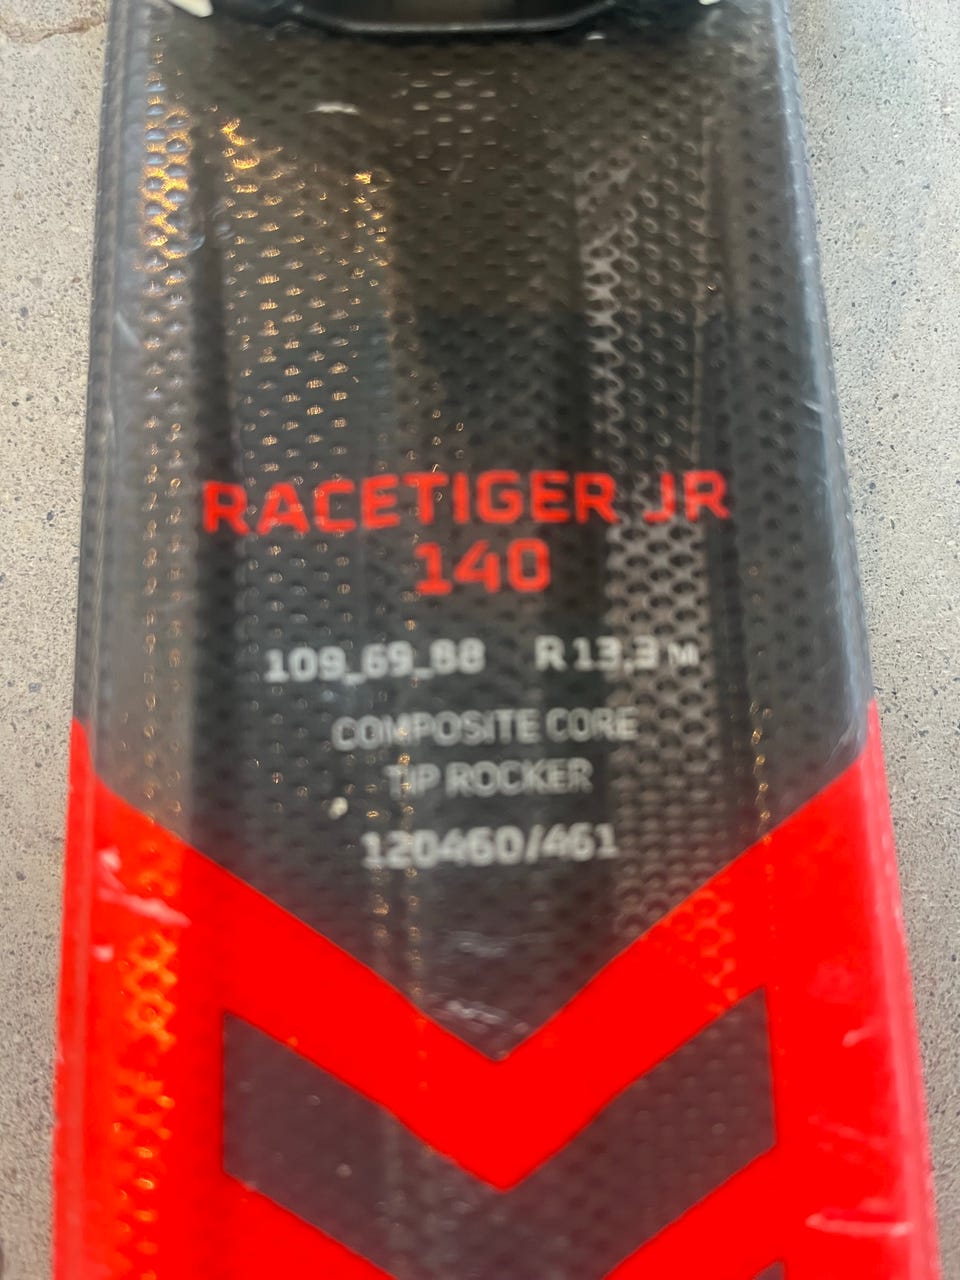 RACETIGER JR
140
109_69_88 R 13,3 M
COMPOSITE CORE
TIP ROCKER
120460/461